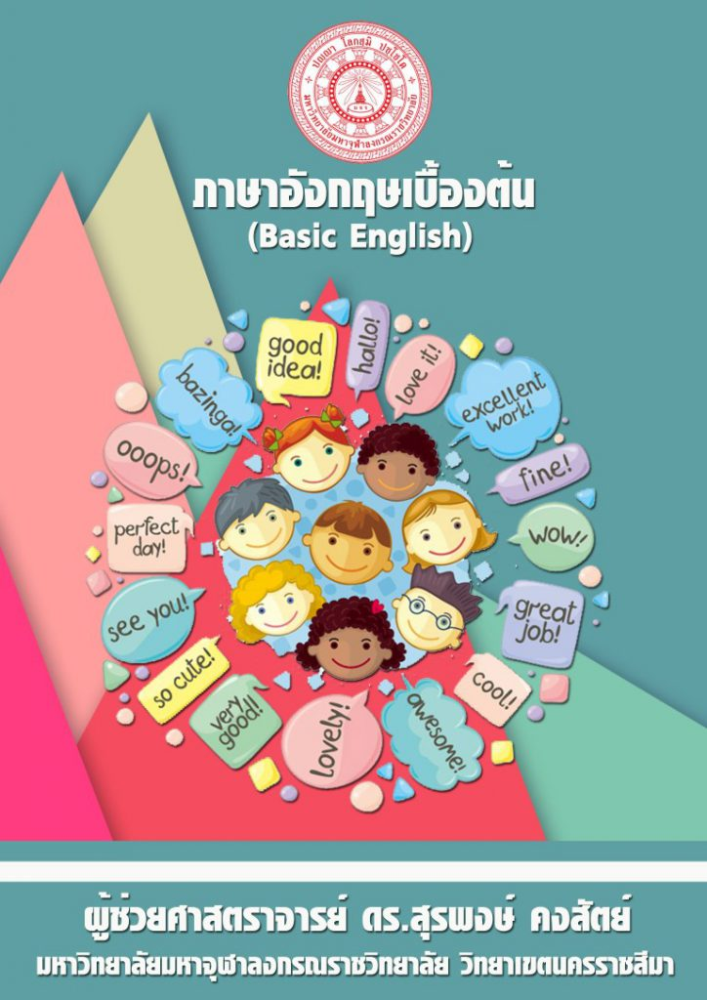 ปญฺญา โลกสฺมิ ปชฺโชโต
มหาวิทยาลัยมหาจุฬาลงกรณราชวิทยาลัย
ภาษาอังกฤษเบื้องต้น
(Basic English)
good
idea!
hallo!
love it!
bazinga!
excellent
work!
ooops!
fine!
perfect
day!
wow!
see you!
great
job!
so cute!
cool!
very
good!!
lovely!
awesome!
ผู้ช่วยศาสตราจารย์ ดร.สุรพงษ์ คงสัตย์
มหาวิทยาลัยมหาจุฬาลงกรณราชวิทยาลัย วิทยาเขตนครราชสีมา